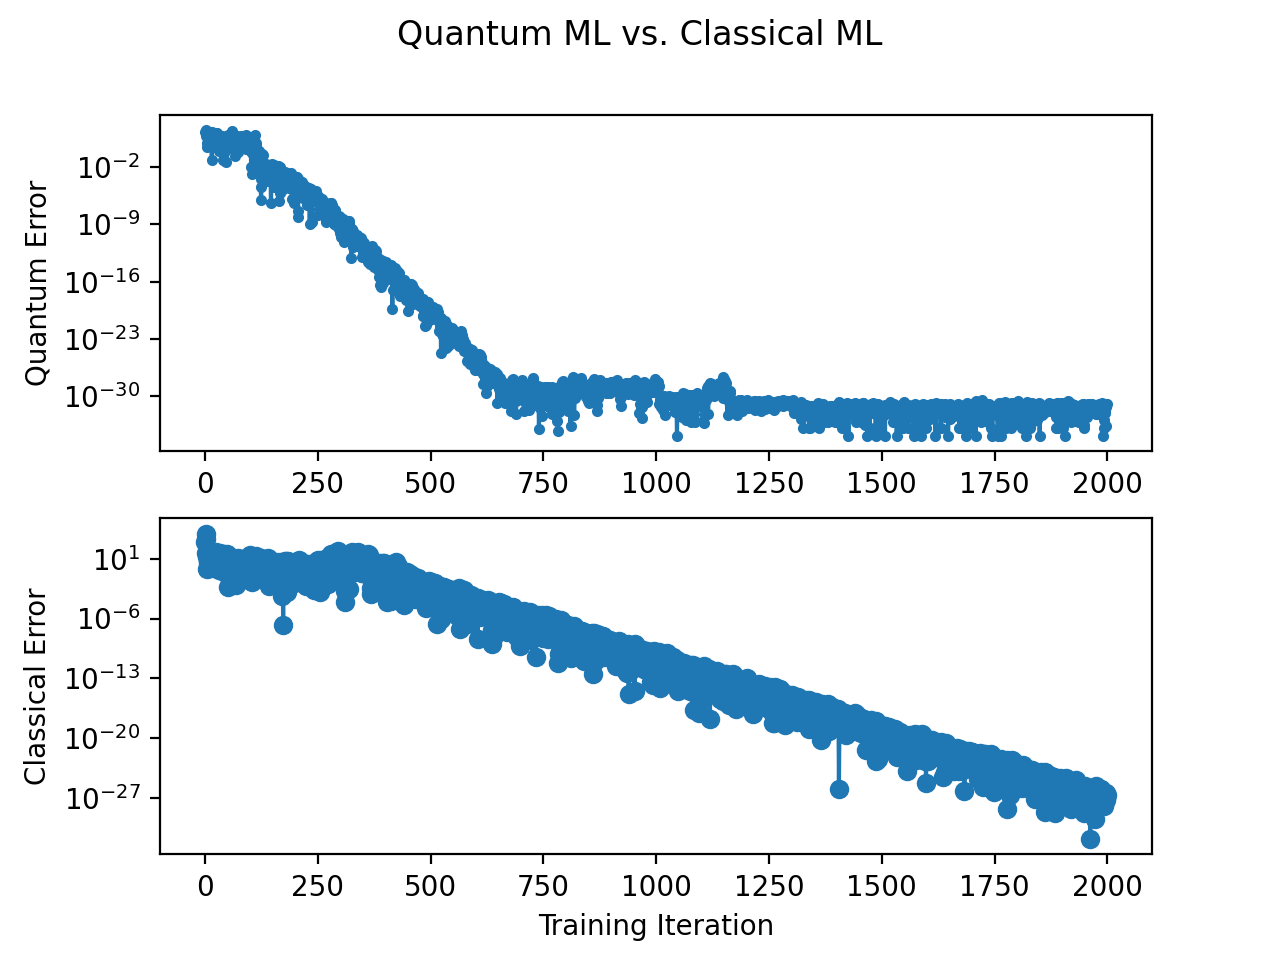 Quantum ML vs. Classical ML
Quantum Error
10⁻²
10⁻⁹
10⁻¹⁶
10⁻²³
10⁻³⁰
0 250 500 750 1000 1250 1500 1750 2000
Classical Error
10¹
10⁻⁶
10⁻¹³
10⁻²⁰
10⁻²⁷
0 250 500 750 1000 1250 1500 1750 2000
Training Iteration